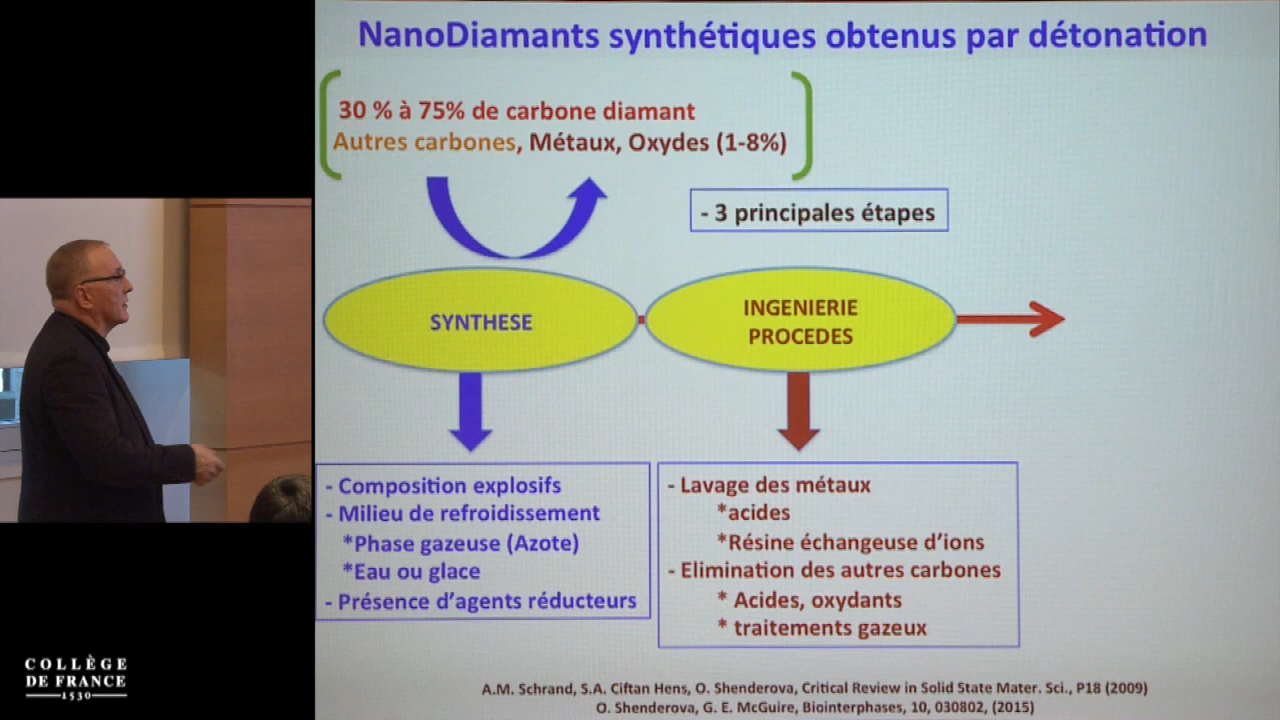 NanoDiamants synthétiques obtenus par détonation
30 % à 75% de carbone diamant
Autres carbones, Métaux, Oxydes (1-8%)
- 3 principales étapes
SYNTHESE
INGENIERIE
PROCEDES
- Composition explosifs
- Milieu de refroidissement
*Phase gazeuse (Azote)
*Eau ou glace
- Présence d'agents réducteurs
- Lavage des métaux
*acides
*Résine échangeuse d'ions
- Elimination des autres carbones
* Acides, oxydants
* traitements gazeux
A.M. Schrand, S.A. Ciftan Hens, O. Shenderova, Critical Review in Solid State Mater. Sci., P18 (2009)
O. Shenderova, G. E. McGuire, Biointerphases, 10, 030802, (2015)
COLLÈGE
DE FRANCE
1530